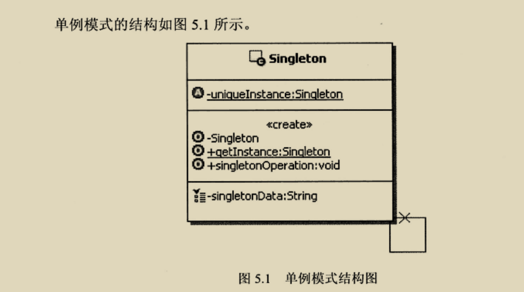 单例模式的结构如图 5.1 所示。
Singleton
-uniqueInstance:Singleton
«create»
-Singleton
+getInstance:Singleton
+singletonOperation:void
-singletonData:String
图 5.1 单例模式结构图